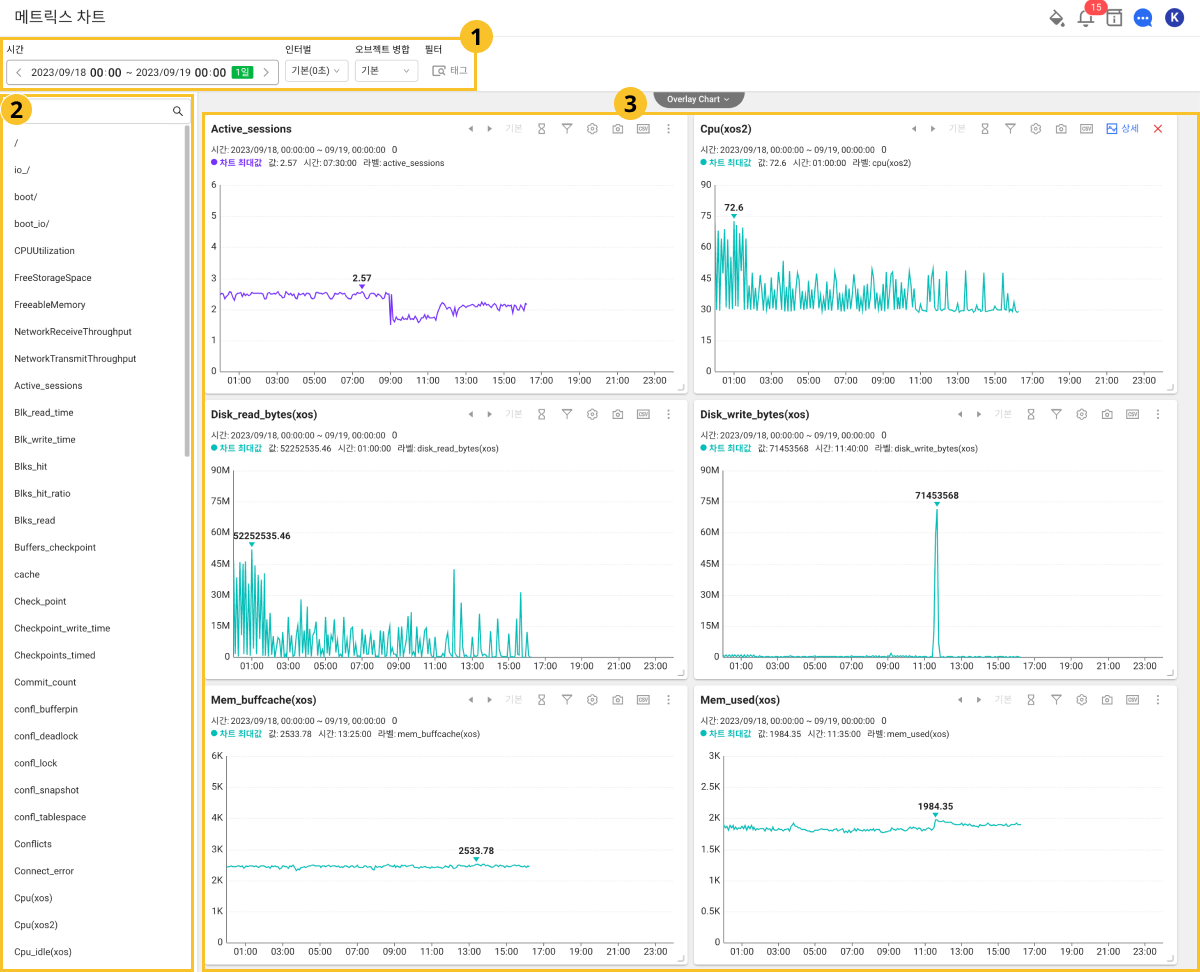 메트릭스 차트
15
K
1
시간
인터벌
오브젝트 병합
필터
2023/09/18 00:00 ~ 2023/09/19 00:00 1일
기본(0초)
기본
태그
2
/
io_/
boot/
boot_io/
CPUUtilization
FreeStorageSpace
FreeableMemory
NetworkReceiveThroughput
NetworkTransmitThroughput
Active_sessions
Blk_read_time
Blk_write_time
Blks_hit
Blks_hit_ratio
Blks_read
Buffers_checkpoint
cache
Check_point
Checkpoint_write_time
Checkpoints_timed
Commit_count
confl_bufferpin
confl_deadlock
confl_lock
confl_snapshot
confl_tablespace
Conflicts
Connect_error
Cpu(xos)
Cpu(xos2)
Cpu_idle(xos)
3
Overlay Chart
Active_sessions
기본
CSV
시간: 2023/09/18, 00:00:00 ~ 09/19, 00:00:00 0
차트 최대값 값: 2.57 시간: 07:30:00 라벨: active_sessions
6
5
4
3
2
1
0
2.57
01:00 03:00 05:00 07:00 09:00 11:00 13:00 15:00 17:00 19:00 21:00 23:00
Cpu(xos2)
기본
CSV
상세
시간: 2023/09/18, 00:00:00 ~ 09/19, 00:00:00 0
차트 최대값 값: 72.6 시간: 01:00:00 라벨: cpu(xos2)
90
75
60
45
30
15
0
72.6
01:00 03:00 05:00 07:00 09:00 11:00 13:00 15:00 17:00 19:00 21:00 23:00
Disk_read_bytes(xos)
기본
CSV
시간: 2023/09/18, 00:00:00 ~ 09/19, 00:00:00 0
차트 최대값 값: 52252535.46 시간: 01:00:00 라벨: disk_read_bytes(xos)
90M
75M
60M
45M
30M
15M
0
52252535.46
01:00 03:00 05:00 07:00 09:00 11:00 13:00 15:00 17:00 19:00 21:00 23:00
Disk_write_bytes(xos)
기본
CSV
시간: 2023/09/18, 00:00:00 ~ 09/19, 00:00:00 0
차트 최대값 값: 71453568 시간: 11:40:00 라벨: disk_write_bytes(xos)
90M
75M
60M
45M
30M
15M
0
71453568
01:00 03:00 05:00 07:00 09:00 11:00 13:00 15:00 17:00 19:00 21:00 23:00
Mem_buffcache(xos)
기본
CSV
시간: 2023/09/18, 00:00:00 ~ 09/19, 00:00:00 0
차트 최대값 값: 2533.78 시간: 13:25:00 라벨: mem_buffcache(xos)
6K
5K
4K
3K
2K
1K
0
2533.78
01:00 03:00 05:00 07:00 09:00 11:00 13:00 15:00 17:00 19:00 21:00 23:00
Mem_used(xos)
기본
CSV
시간: 2023/09/18, 00:00:00 ~ 09/19, 00:00:00 0
차트 최대값 값: 1984.35 시간: 11:35:00 라벨: mem_used(xos)
3K
2.5K
2K
1.5K
1K
0.5K
0
1984.35
01:00 03:00 05:00 07:00 09:00 11:00 13:00 15:00 17:00 19:00 21:00 23:00